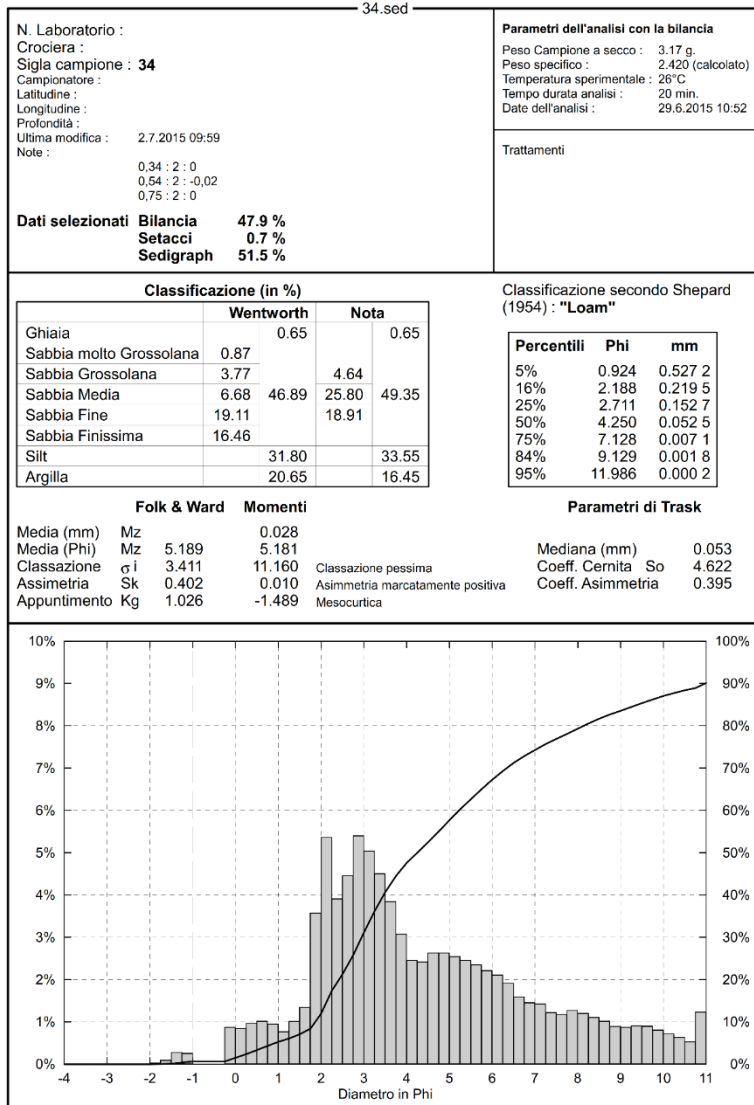 34.sed
N. Laboratorio :
Crociera :
Sigla campione : 34
Campionatore :
Latitudine :
Longitudine :
Profondità :
Ultima modifica : 2.7.2015 09:59
Note :
0,34 : 2 : 0
0,54 : 2 : -0,02
0,75 : 2 : 0
Dati selezionati Bilancia 47.9 %
Setacci 0.7 %
Sedigraph 51.5 %
Parametri dell'analisi con la bilancia
Peso Campione a secco : 3.17 g.
Peso specifico : 2.420 (calcolato)
Temperatura sperimentale : 26°C
Tempo durata analisi : 20 min.
Date dell'analisi : 29.6.2015 10:52
Trattamenti
Classificazione (in %)
Wentworth Nota
Ghiaia 0.65 0.65
Sabbia molto Grossolana 0.87
Sabbia Grossolana 3.77 4.64
Sabbia Media 6.68 46.89 25.80 49.35
Sabbia Fine 19.11 18.91
Sabbia Finissima 16.46
Silt 31.80 33.55
Argilla 20.65 16.45
Classificazione secondo Shepard
(1954) : "Loam"
Percentili Phi mm
5% 0.924 0.527 2
16% 2.188 0.219 5
25% 2.711 0.152 7
50% 4.250 0.052 5
75% 7.128 0.007 1
84% 9.129 0.001 8
95% 11.986 0.000 2
Folk & Ward Momenti
Media (mm) Mz 0.028
Media (Phi) Mz 5.189 5.181
Classazione σ i 3.411 11.160 Classazione pessima
Assimetria Sk 0.402 0.010 Asimmetria marcatamente positiva
Appuntimento Kg 1.026 -1.489 Mesocurtica
Parametri di Trask
Mediana (mm) 0.053
Coeff. Cernita So 4.622
Coeff. Asimmetria 0.395
10% 100%
9% 90%
8% 80%
7% 70%
6% 60%
5% 50%
4% 40%
3% 30%
2% 20%
1% 10%
0% 0%
-4 -3 -2 -1 0 1 2 3 4 5 6 7 8 9 10 11
Diametro in Phi